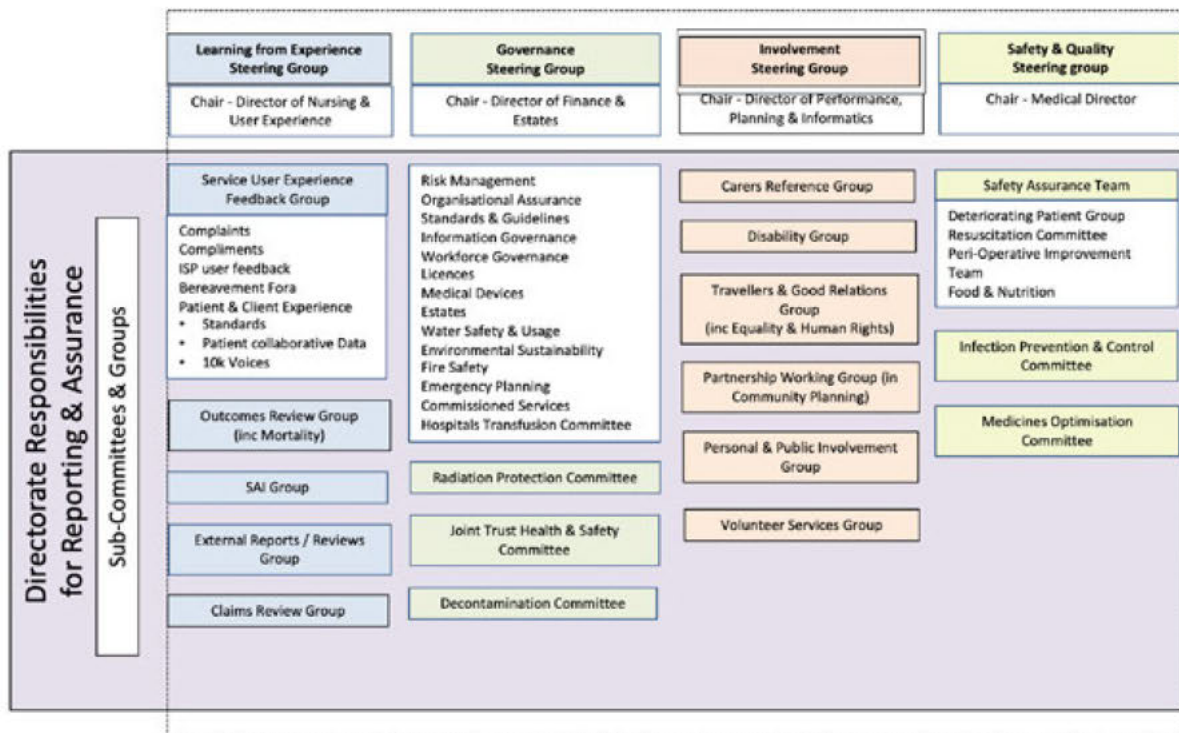 Learning from Experience
Steering Group
Chair - Director of Nursing &
User Experience
Governance
Steering Group
Chair - Director of Finance &
Estates
Involvement
Steering Group
Chair - Director of Performance,
Planning & Informatics
Safety & Quality
Steering group
Chair - Medical Director
Directorate Responsibilities
for Reporting & Assurance
Sub-Committees & Groups
Service User Experience
Feedback Group
Complaints
Compliments
ISP user feedback
Bereavement Fora
Patient & Client Experience
• Standards
• Patient collaborative Data
• 10k Voices
Outcomes Review Group
(inc Mortality)
SAI Group
External Reports / Reviews
Group
Claims Review Group
Risk Management
Organisational Assurance
Standards & Guidelines
Information Governance
Workforce Governance
Licences
Medical Devices
Estates
Water Safety & Usage
Environmental Sustainability
Fire Safety
Emergency Planning
Commissioned Services
Hospitals Transfusion Committee
Radiation Protection Committee
Joint Trust Health & Safety
Committee
Decontamination Committee
Carers Reference Group
Disability Group
Travellers & Good Relations
Group
(inc Equality & Human Rights)
Partnership Working Group (in
Community Planning)
Personal & Public Involvement
Group
Volunteer Services Group
Safety Assurance Team
Deteriorating Patient Group
Resuscitation Committee
Peri-Operative Improvement
Team
Food & Nutrition
Infection Prevention & Control
Committee
Medicines Optimisation
Committee